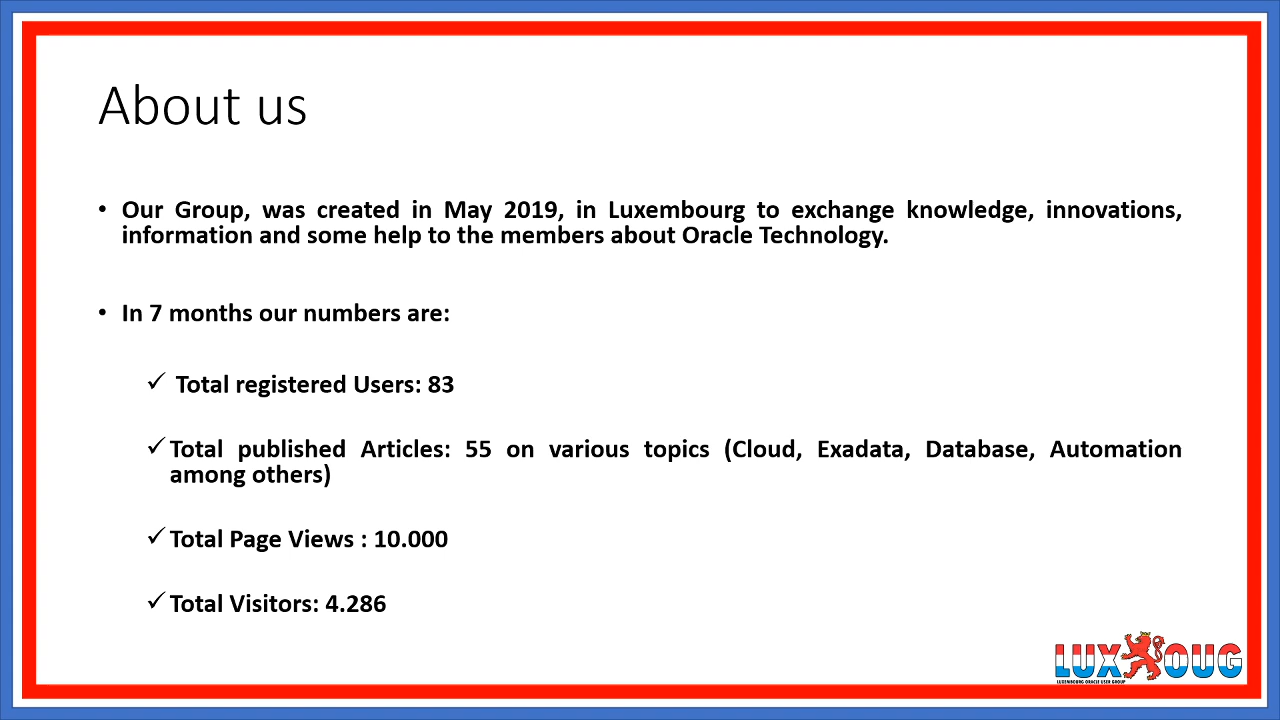 About us
• Our Group, was created in May 2019, in Luxembourg to exchange knowledge, innovations,
information and some help to the members about Oracle Technology.
• In 7 months our numbers are:
✓ Total registered Users: 83
✓ Total published Articles: 55 on various topics (Cloud, Exadata, Database, Automation
among others)
✓ Total Page Views : 10.000
✓ Total Visitors: 4.286
LUX OUG
LUXEMBOURG ORACLE USER GROUP